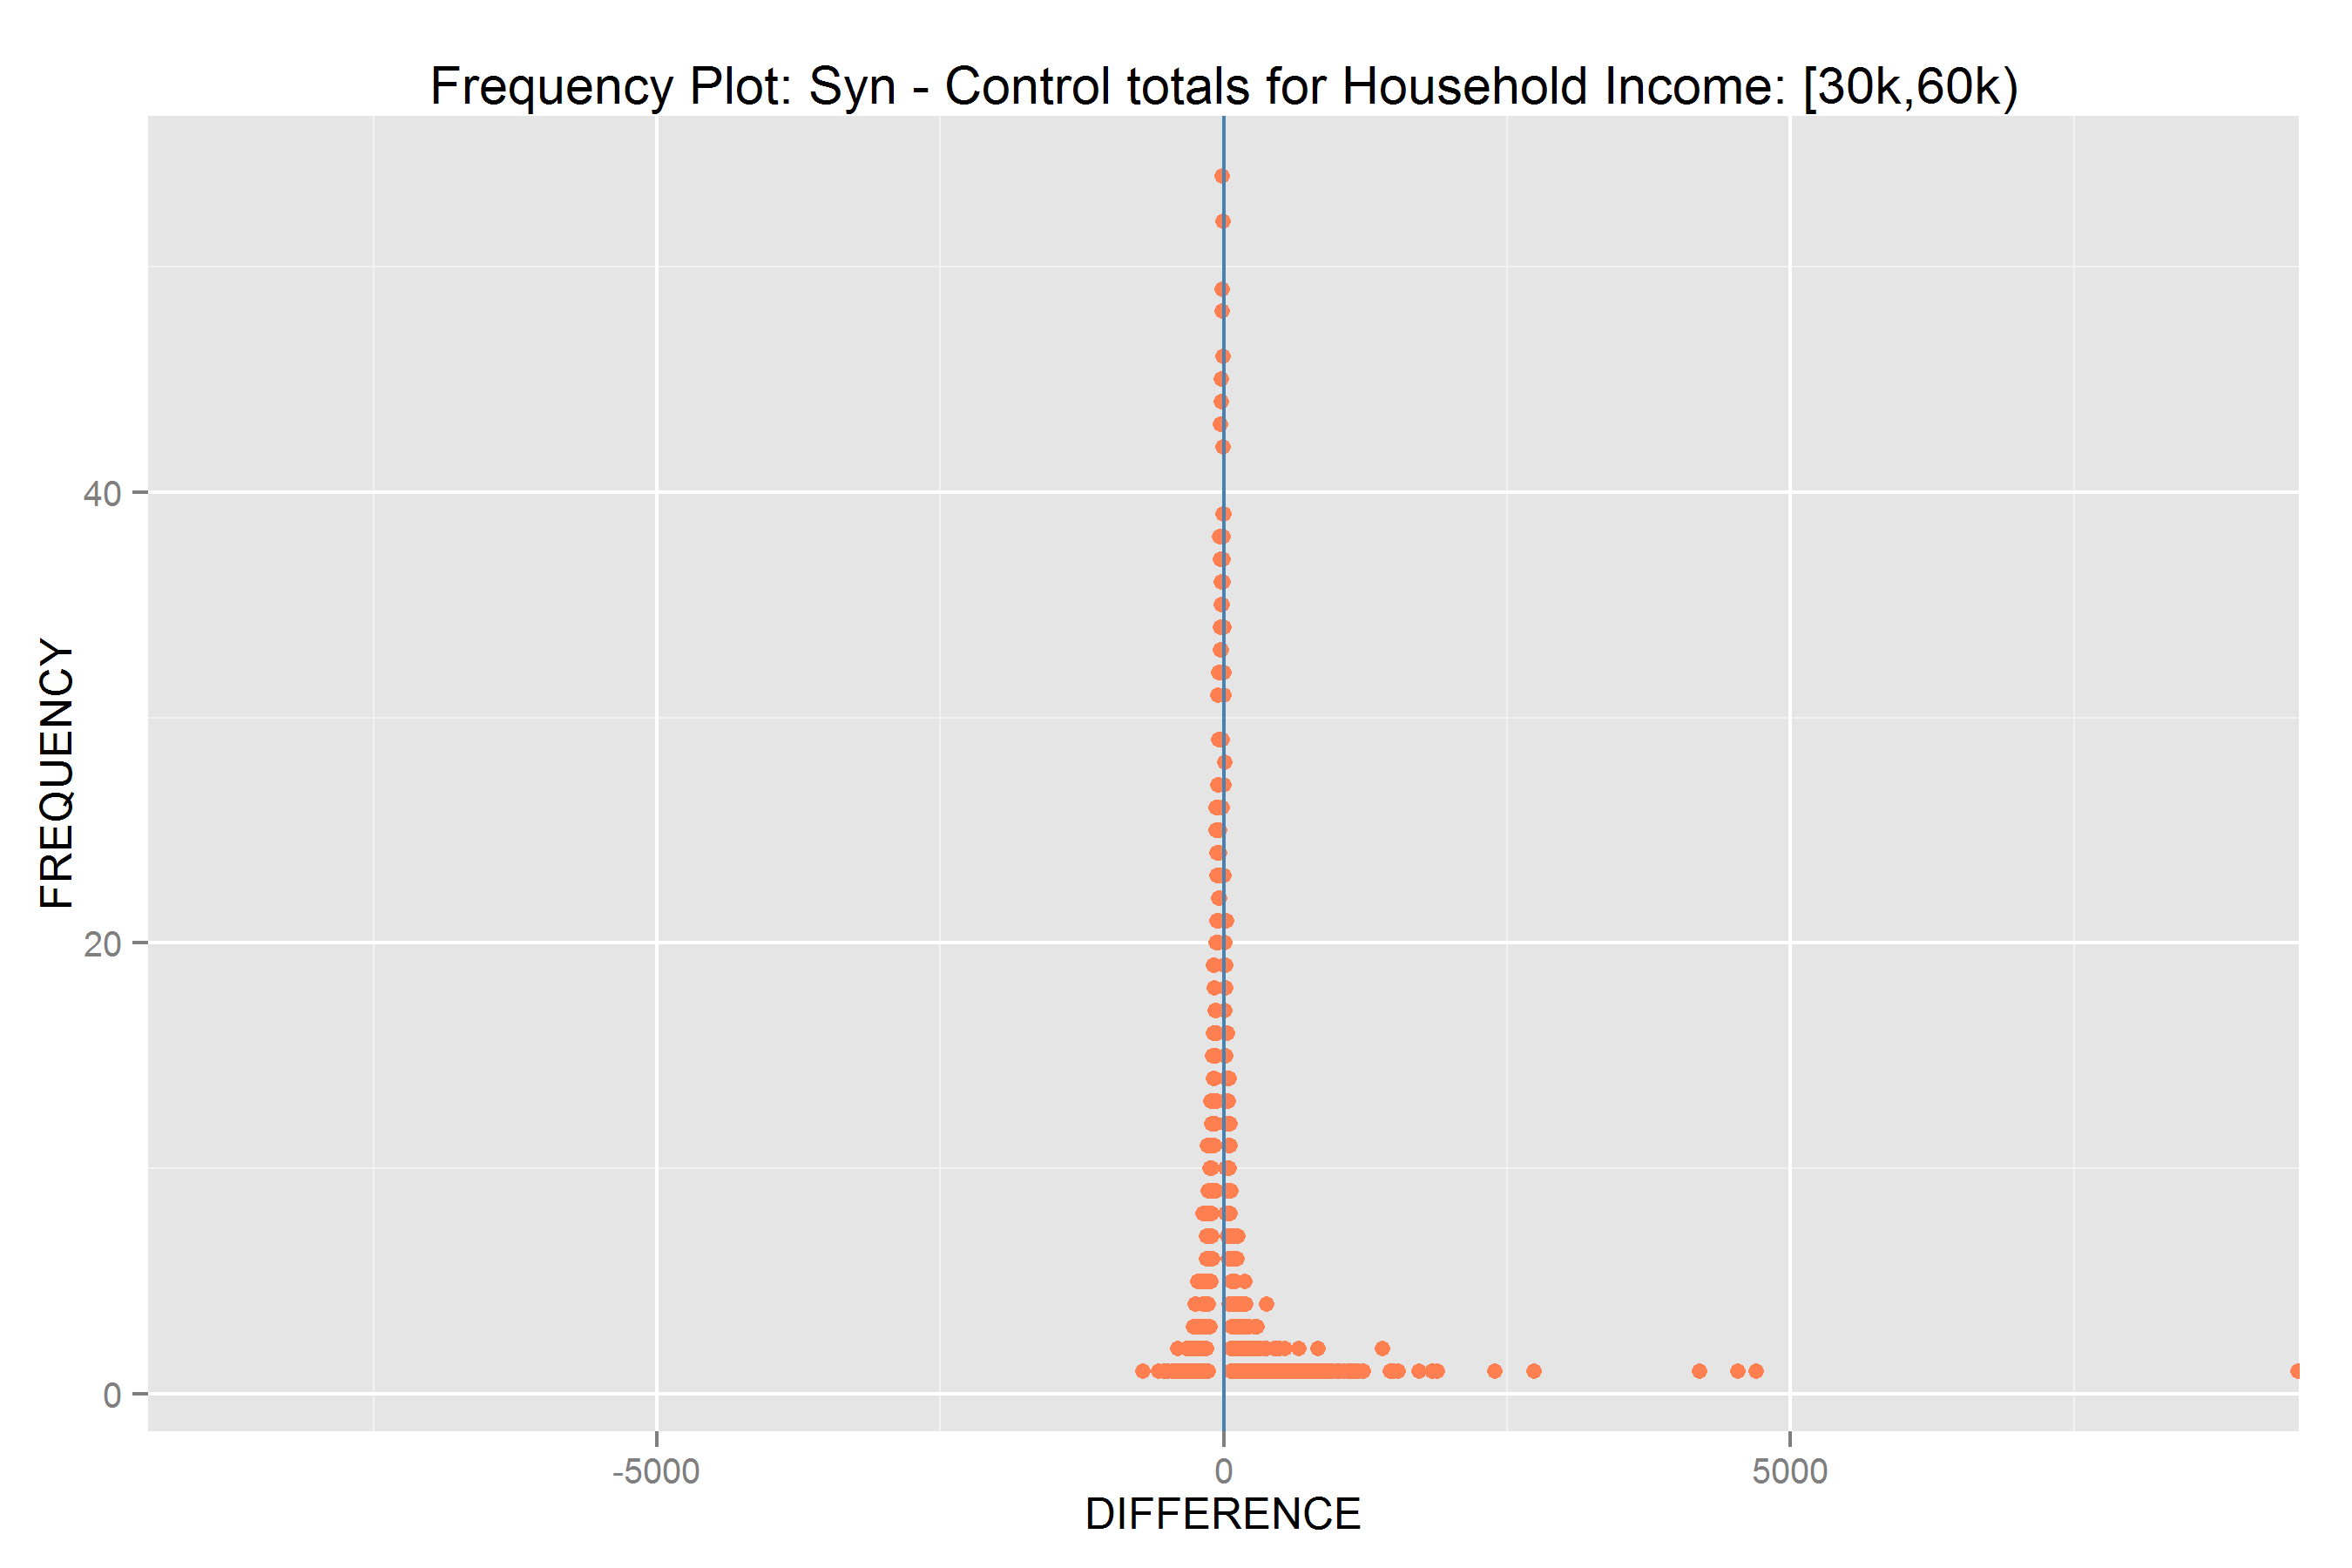 Frequency Plot: Syn - Control totals for Household Income: [30k,60k)
FREQUENCY
40
20
0
-5000
0
5000
DIFFERENCE